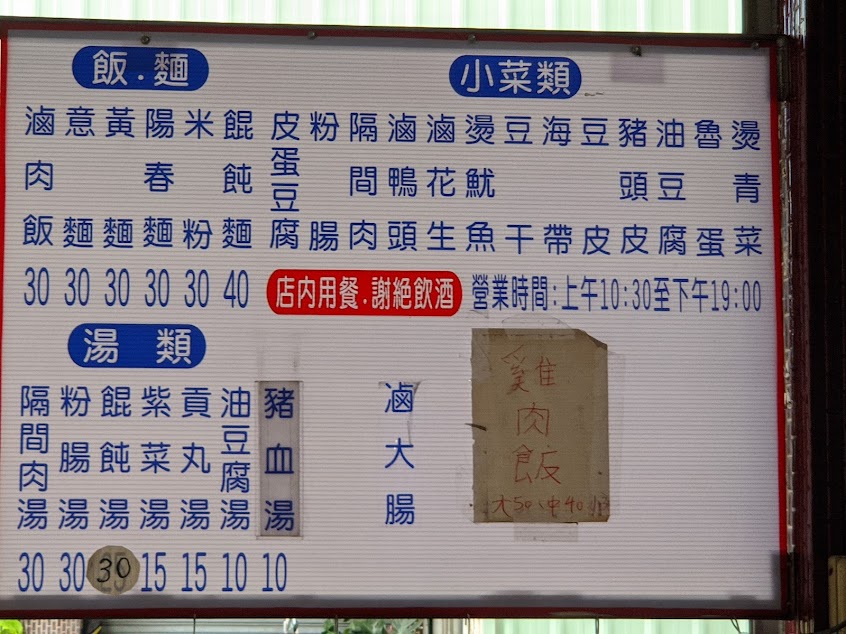 飯.麵
滷肉飯 30
意麵 30
黃麵 30
陽春麵 30
米粉 30
餛飩麵 40
小菜類
皮蛋豆腐
粉腸
隔間肉
滷鴨頭
滷花生
燙魷魚
豆干
海帶
豆皮
豬頭皮
油豆腐
魯蛋
燙青菜
店內用餐.謝絕飲酒
營業時間:上午10:30至下午19:00
湯類
隔間肉湯 30
粉腸湯 30
餛飩湯 30
紫菜湯 15
貢丸湯 15
油豆腐湯 10
豬血湯 10
滷大腸
雞肉飯
大50 中40